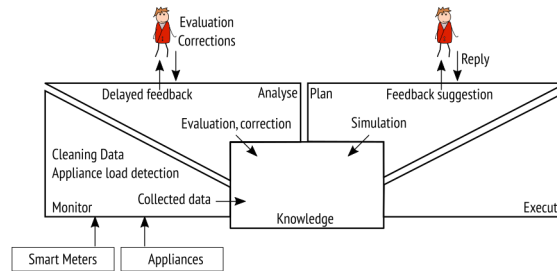 Evaluation
Corrections
Reply
Delayed feedback
Analyse
Plan
Feedback suggestion
Evaluation, correction
Simulation
Cleaning Data
Appliance load detection
Collected data
Monitor
Knowledge
Execut
Smart Meters
Appliances